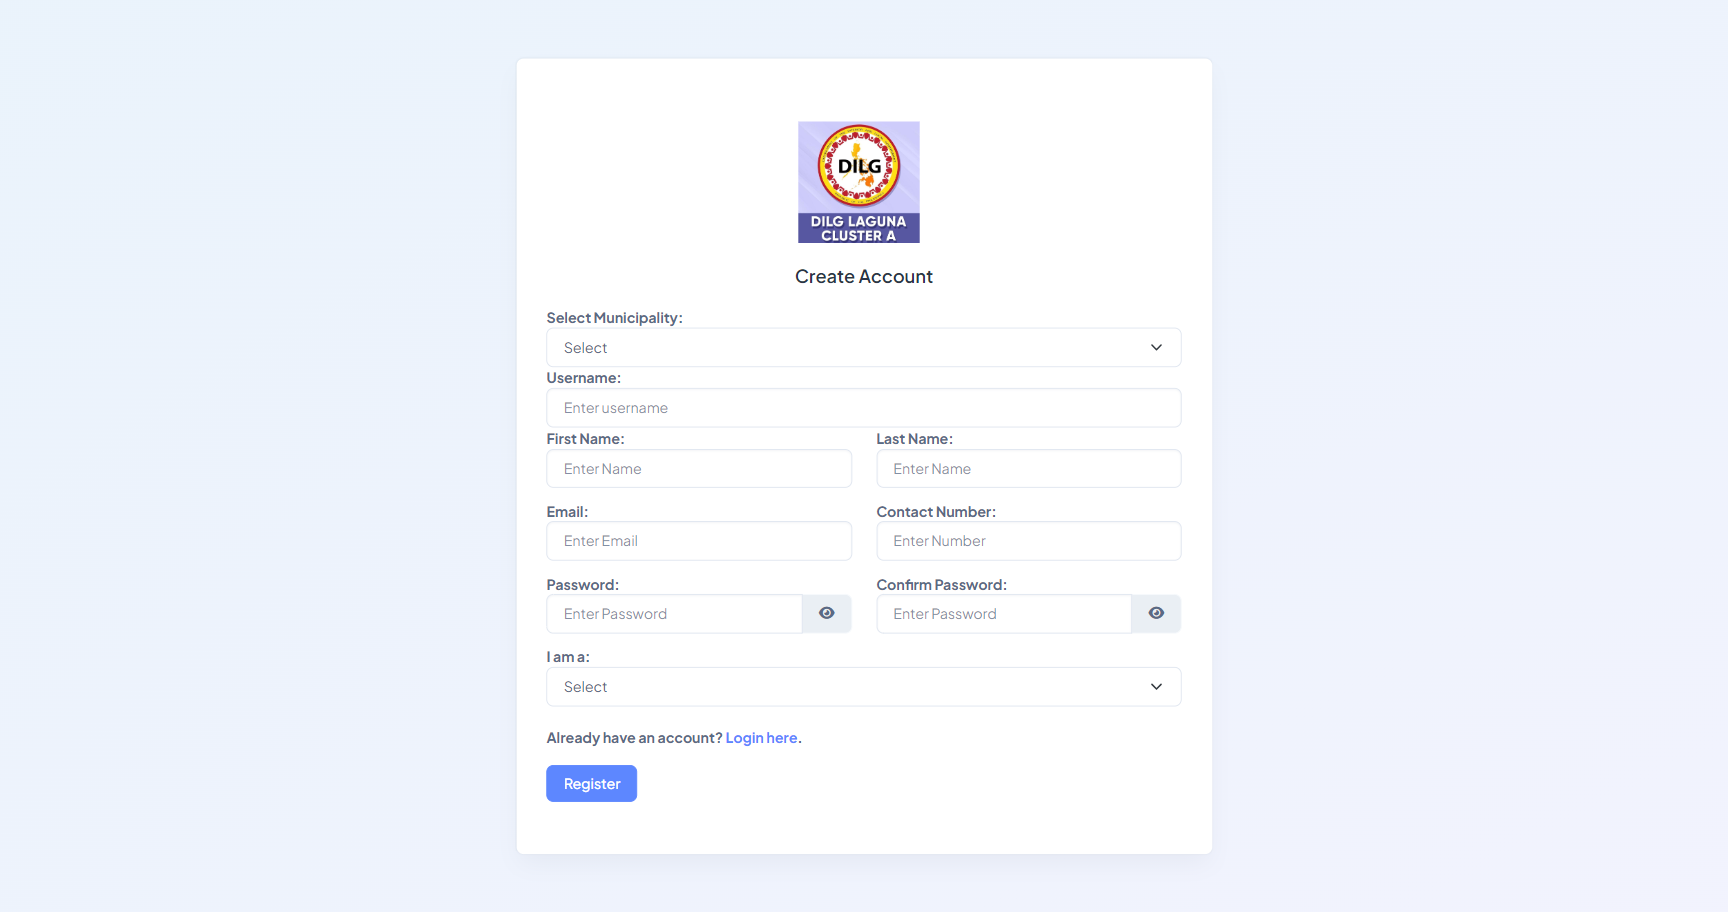 DILG
DILG LAGUNA
CLUSTER A
Create Account
Select Municipality:
Select
Username:
Enter username
First Name: Last Name:
Enter Name Enter Name
Email: Contact Number:
Enter Email Enter Number
Password: Confirm Password:
Enter Password Enter Password
I am a:
Select
Already have an account? Login here.
Register